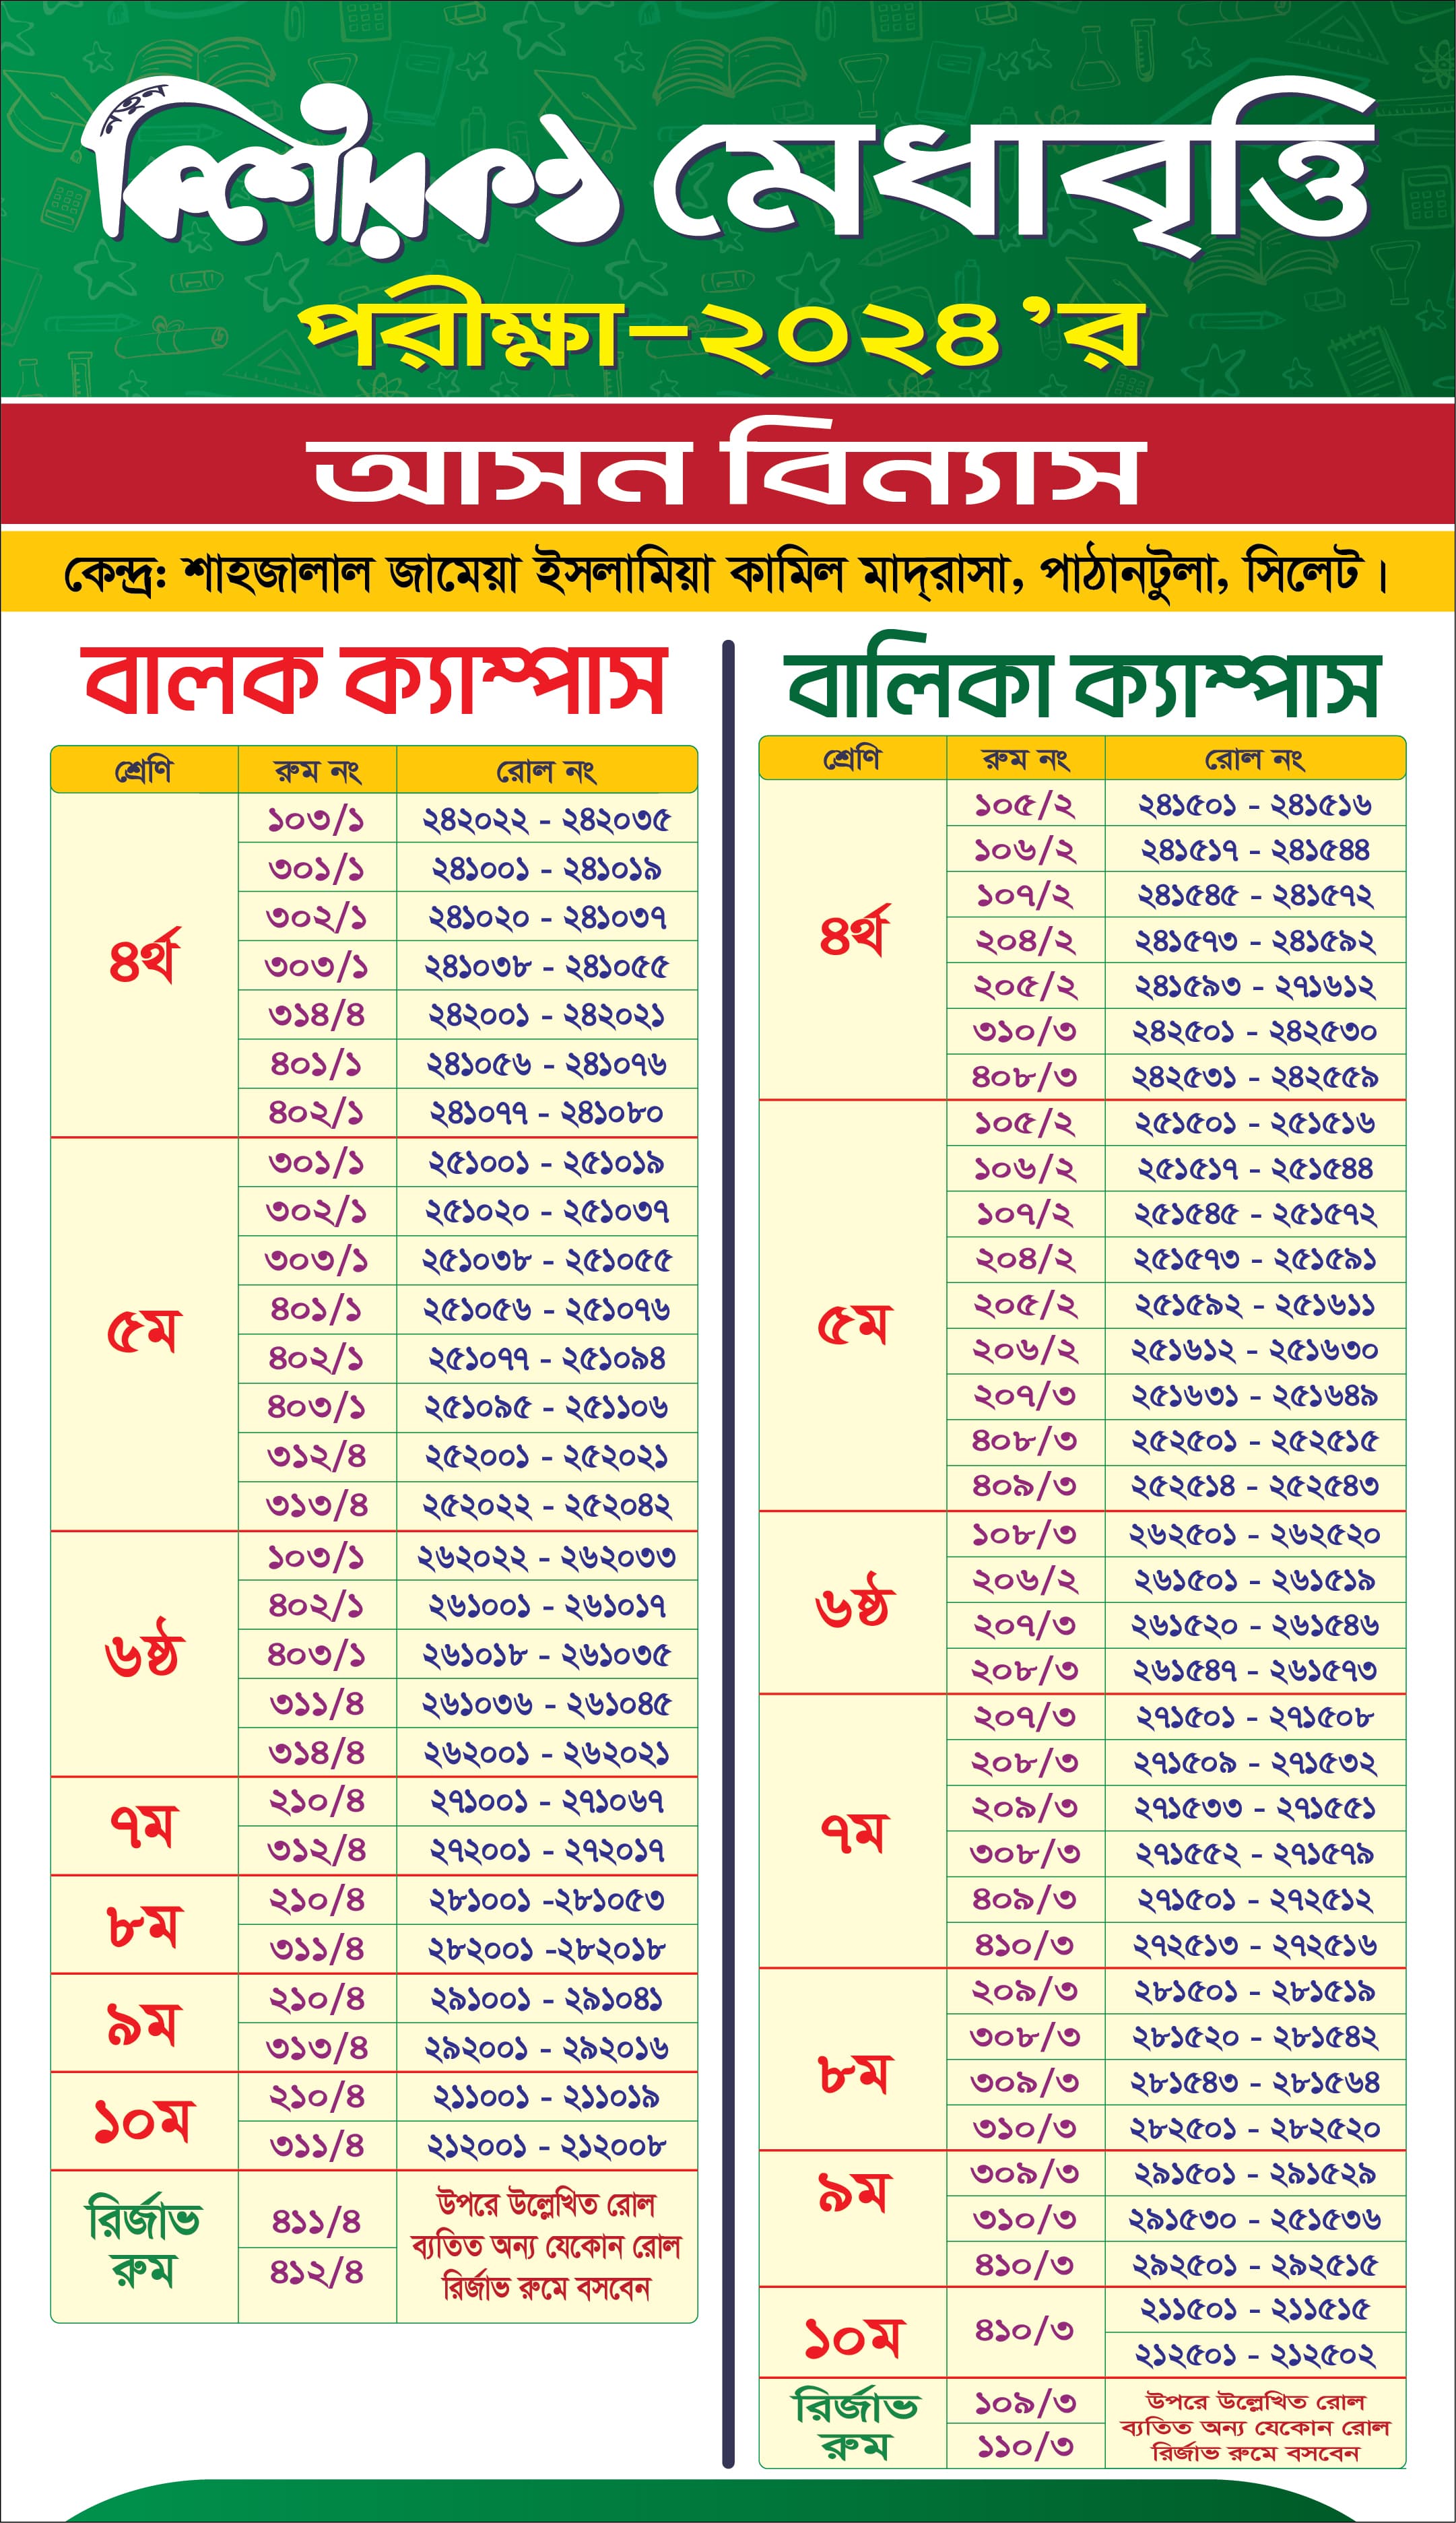 নতুন
কিশোরকণ্ঠ মেধাবৃত্তি
পরীক্ষা-২০২৪’র
আসন বিন্যাস
কেন্দ্র: শাহজালাল জামেয়া ইসলামিয়া কামিল মাদ্‌রাসা, পাঠানটুলা, সিলেট।
বালক ক্যাম্পাস
শ্রেণি রুম নং রোল নং
৪র্থ
১০৩/১ ২৪২০২২ - ২৪২০৩৫
৩০১/১ ২৪১০০১ - ২৪১০১৯
৩০২/১ ২৪১০২০ - ২৪১০৩৭
৩০৩/১ ২৪১০৩৮ - ২৪১০৫৫
৩১৪/৪ ২৪২০০১ - ২৪২০২১
৪০১/১ ২৪১০৫৬ - ২৪১০৭৬
৪০২/১ ২৪১০৭৭ - ২৪১০৮০
৫ম
৩০১/১ ২৫১০০১ - ২৫১০১৯
৩০২/১ ২৫১০২০ - ২৫১০৩৭
৩০৩/১ ২৫১০৩৮ - ২৫১০৫৫
৪০১/১ ২৫১০৫৬ - ২৫১০৭৬
৪০২/১ ২৫১০৭৭ - ২৫১০৯৪
৪০৩/১ ২৫১০৯৫ - ২৫১১০৬
৩১২/৪ ২৫২০০১ - ২৫২০২১
৩১৩/৪ ২৫২০২২ - ২৫২০৪২
৬ষ্ঠ
১০৩/১ ২৬২০২২ - ২৬২০৩৩
৪০২/১ ২৬১০০১ - ২৬১০১৭
৪০৩/১ ২৬১০১৮ - ২৬১০৩৫
৩১১/৪ ২৬১০৩৬ - ২৬১০৪৫
৩১৪/৪ ২৬২০০১ - ২৬২০২১
৭ম
২১০/৪ ২৭১০০১ - ২৭১০৬৭
৩১২/৪ ২৭২০০১ - ২৭২০১৭
৮ম
২১০/৪ ২৮১০০১ -২৮১০৫৩
৩১১/৪ ২৮২০০১ -২৮২০১৮
৯ম
২১০/৪ ২৯১০০১ - ২৯১০৪১
৩১৩/৪ ২৯২০০১ - ২৯২০১৬
১০ম
২১০/৪ ২১১০০১ - ২১১০১৯
৩১১/৪ ২১২০০১ - ২১২০০৮
রির্জাভ
রুম
৪১১/৪
৪১২/৪
উপরে উল্লেখিত রোল
ব্যতিত অন্য যেকোন রোল
রির্জাভ রুমে বসবেন
বালিকা ক্যাম্পাস
শ্রেণি রুম নং রোল নং
৪র্থ
১০৫/২ ২৪১৫০১ - ২৪১৫১৬
১০৬/২ ২৪১৫১৭ - ২৪১৫৪৪
১০৭/২ ২৪১৫৪৫ - ২৪১৫৭২
২০৪/২ ২৪১৫৭৩ - ২৪১৫৯২
২০৫/২ ২৪১৫৯৩ - ২৭১৬১২
৩১০/৩ ২৪২৫০১ - ২৪২৫৩০
৪০৮/৩ ২৪২৫৩১ - ২৪২৫৫৯
৫ম
১০৫/২ ২৫১৫০১ - ২৫১৫১৬
১০৬/২ ২৫১৫১৭ - ২৫১৫৪৪
১০৭/২ ২৫১৫৪৫ - ২৫১৫৭২
২০৪/২ ২৫১৫৭৩ - ২৫১৫৯১
২০৫/২ ২৫১৫৯২ - ২৫১৬১১
২০৬/২ ২৫১৬১২ - ২৫১৬৩০
২০৭/৩ ২৫১৬৩১ - ২৫১৬৪৯
৪০৮/৩ ২৫২৫০১ - ২৫২৫১৫
৪০৯/৩ ২৫২৫১৪ - ২৫২৫৪৩
৬ষ্ঠ
১০৮/৩ ২৬২৫০১ - ২৬২৫২০
২০৬/২ ২৬১৫০১ - ২৬১৫১৯
২০৭/৩ ২৬১৫২০ - ২৬১৫৪৬
২০৮/৩ ২৬১৫৪৭ - ২৬১৫৭৩
৭ম
২০৭/৩ ২৭১৫০১ - ২৭১৫০৮
২০৮/৩ ২৭১৫০৯ - ২৭১৫৩২
২০৯/৩ ২৭১৫৩৩ - ২৭১৫৫১
৩০৮/৩ ২৭১৫৫২ - ২৭১৫৭৯
৪০৯/৩ ২৭১৫০১ - ২৭২৫১২
৪১০/৩ ২৭২৫১৩ - ২৭২৫১৬
৮ম
২০৯/৩ ২৮১৫০১ - ২৮১৫১৯
৩০৮/৩ ২৮১৫২০ - ২৮১৫৪২
৩০৯/৩ ২৮১৫৪৩ - ২৮১৫৬৪
৩১০/৩ ২৮২৫০১ - ২৮২৫২০
৯ম
৩০৯/৩ ২৯১৫০১ - ২৯১৫২৯
৩১০/৩ ২৯১৫৩০ - ২৫১৫৩৬
৪১০/৩ ২৯২৫০১ - ২৯২৫১৫
১০ম
৪১০/৩
২১১৫০১ - ২১১৫১৫
২১২৫০১ - ২১২৫০২
রির্জাভ
রুম
১০৯/৩
১১০/৩
উপরে উল্লেখিত রোল
ব্যতিত অন্য যেকোন রোল
রির্জাভ রুমে বসবেন